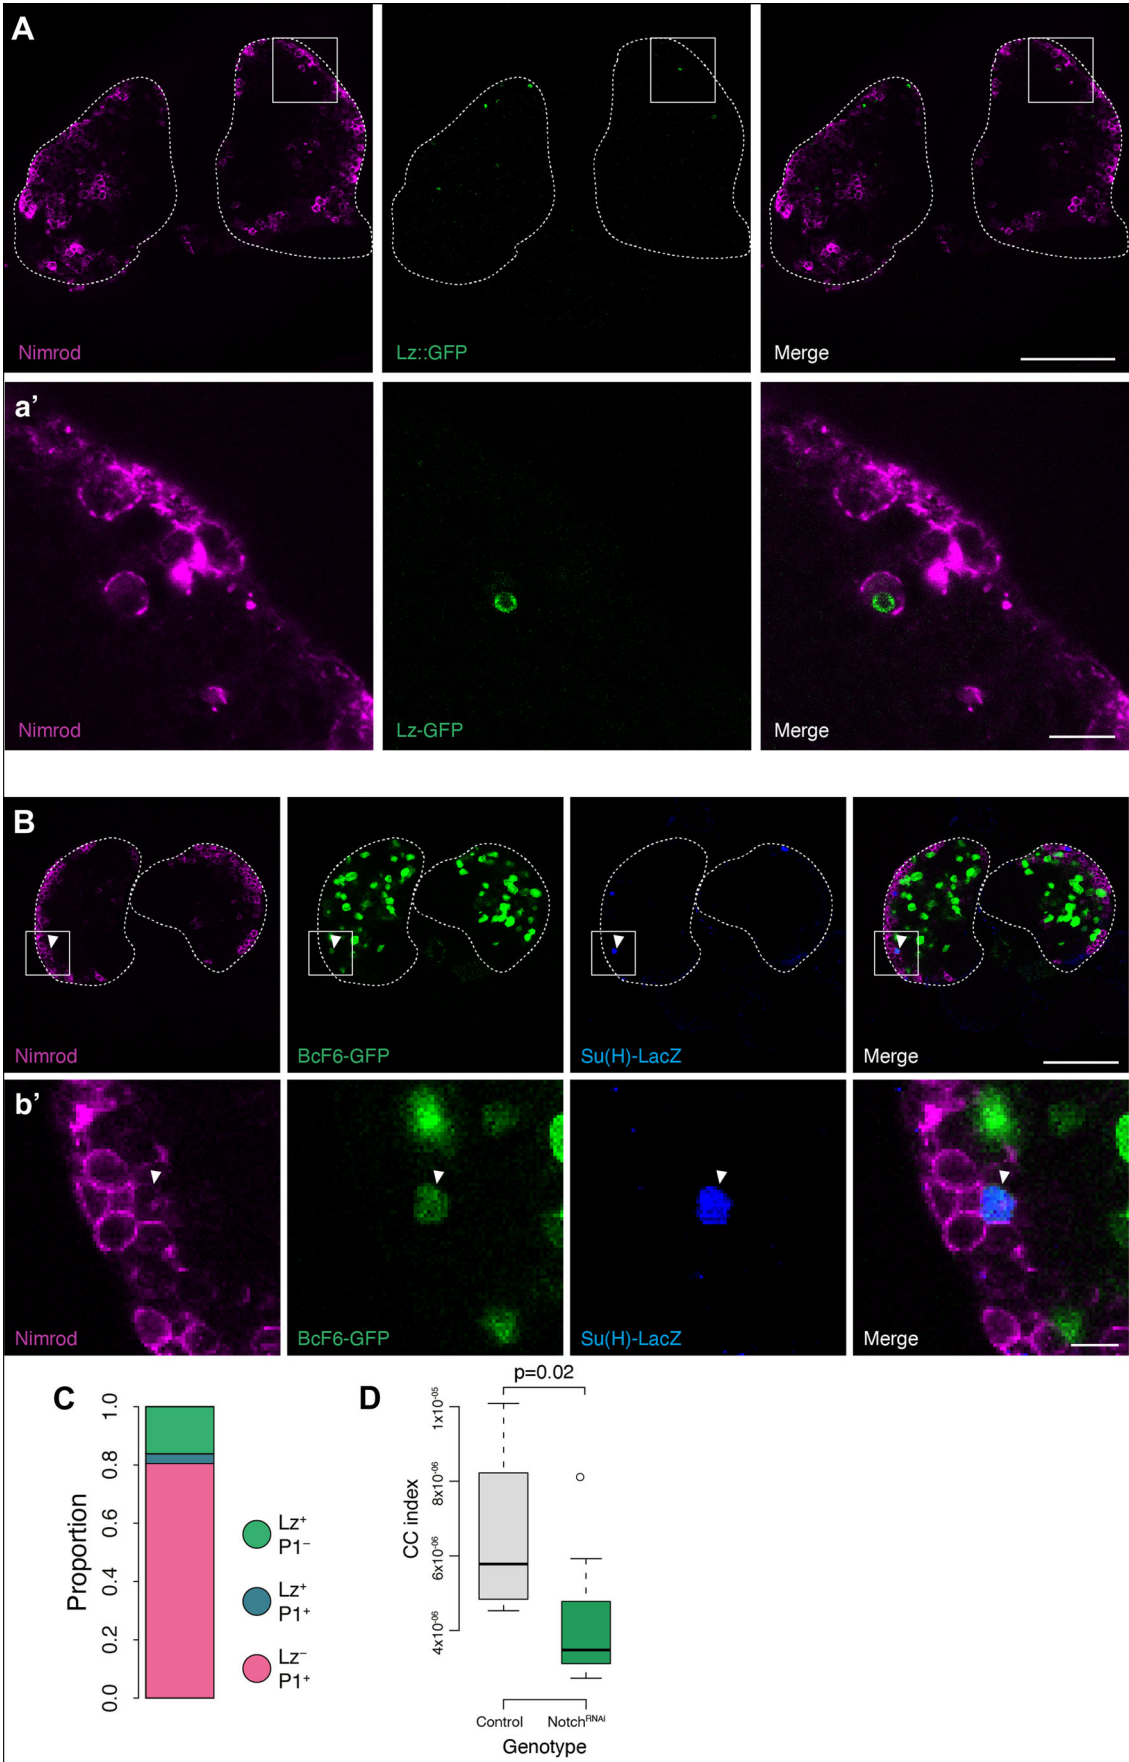 A
Nimrod
Lz::GFP
Merge
a’
Nimrod
Lz-GFP
Merge
B
Nimrod
BcF6-GFP
Su(H)-LacZ
Merge
b’
Nimrod
BcF6-GFP
Su(H)-LacZ
Merge
C
Proportion
1.0
0.8
0.6
0.4
0.2
0.0
Lz⁺
P1⁻
Lz⁺
P1⁺
Lz⁻
P1⁺
D
p=0.02
CC index
1x10⁻⁰⁵
8x10⁻⁰⁶
6x10⁻⁰⁶
4x10⁻⁰⁶
Control
Notchᴿᴺᴬⁱ
Genotype